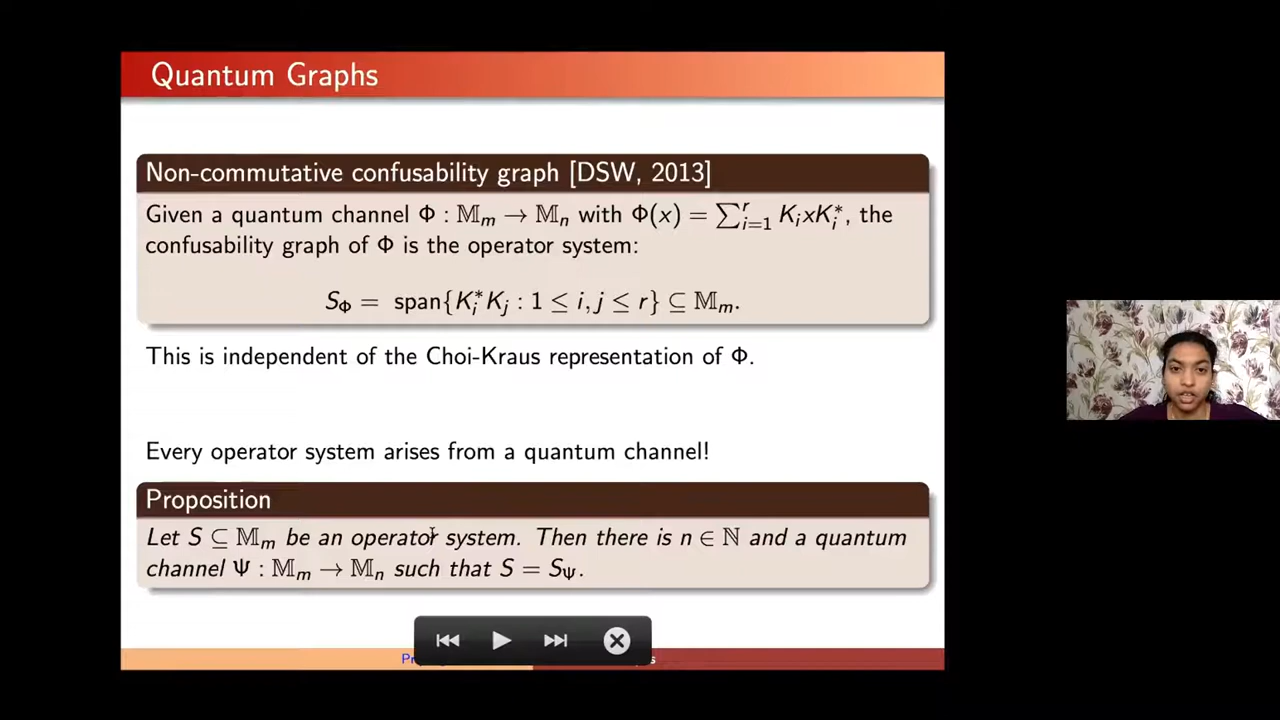 Quantum Graphs
Non-commutative confusability graph [DSW, 2013]
Given a quantum channel Φ : 𝕄ₘ → 𝕄ₙ with Φ(x) = ∑ʳᵢ₌₁ KᵢxKᵢ*, the
confusability graph of Φ is the operator system:
S_Φ = span{Kᵢ*Kⱼ : 1 ≤ i, j ≤ r} ⊆ 𝕄ₘ.
This is independent of the Choi-Kraus representation of Φ.
Every operator system arises from a quantum channel!
Proposition
Let S ⊆ 𝕄ₘ be an operator system. Then there is n ∈ ℕ and a quantum
channel Ψ : 𝕄ₘ → 𝕄ₙ such that S = S_Ψ.